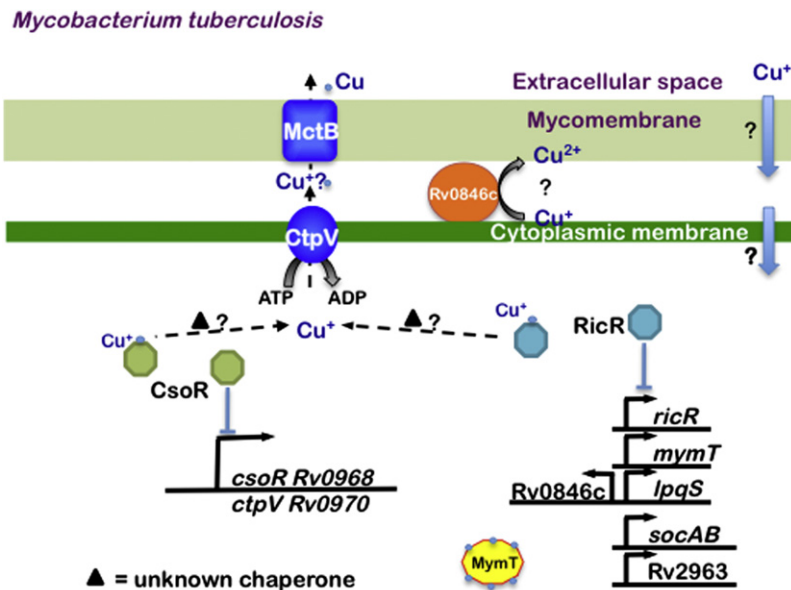 Mycobacterium tuberculosis
Cu
Extracellular space
Cu⁺
MctB
Mycomembrane
?
Cu²⁺
Cu⁺?
Rv0846c
?
Cu⁺
CtpV
Cytoplasmic membrane
?
ATP
ADP
Cu⁺
?
Cu⁺
?
Cu⁺
RicR
CsoR
ricR
mymT
Rv0846c
lpqS
csoR Rv0968
ctpV Rv0970
socAB
MymT
Rv2963
▲ = unknown chaperone